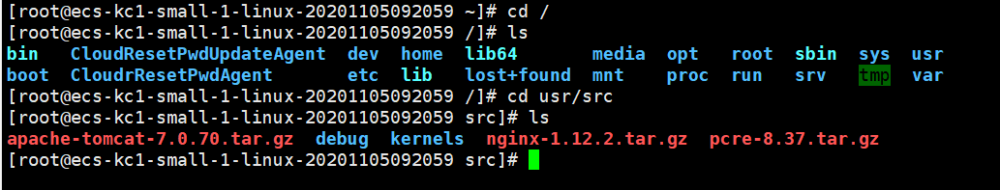 [root@ecs-kc1-small-1-linux-20201105092059 ~]# cd /
[root@ecs-kc1-small-1-linux-20201105092059 /]# ls
bin   CloudResetPwdUpdateAgent  dev  home  lib64       media  opt   root  sbin  sys  usr
boot  CloudrResetPwdAgent       etc  lib   lost+found  mnt    proc  run   srv   tmp  var
[root@ecs-kc1-small-1-linux-20201105092059 /]# cd usr/src
[root@ecs-kc1-small-1-linux-20201105092059 src]# ls
apache-tomcat-7.0.70.tar.gz  debug  kernels  nginx-1.12.2.tar.gz  pcre-8.37.tar.gz
[root@ecs-kc1-small-1-linux-20201105092059 src]#